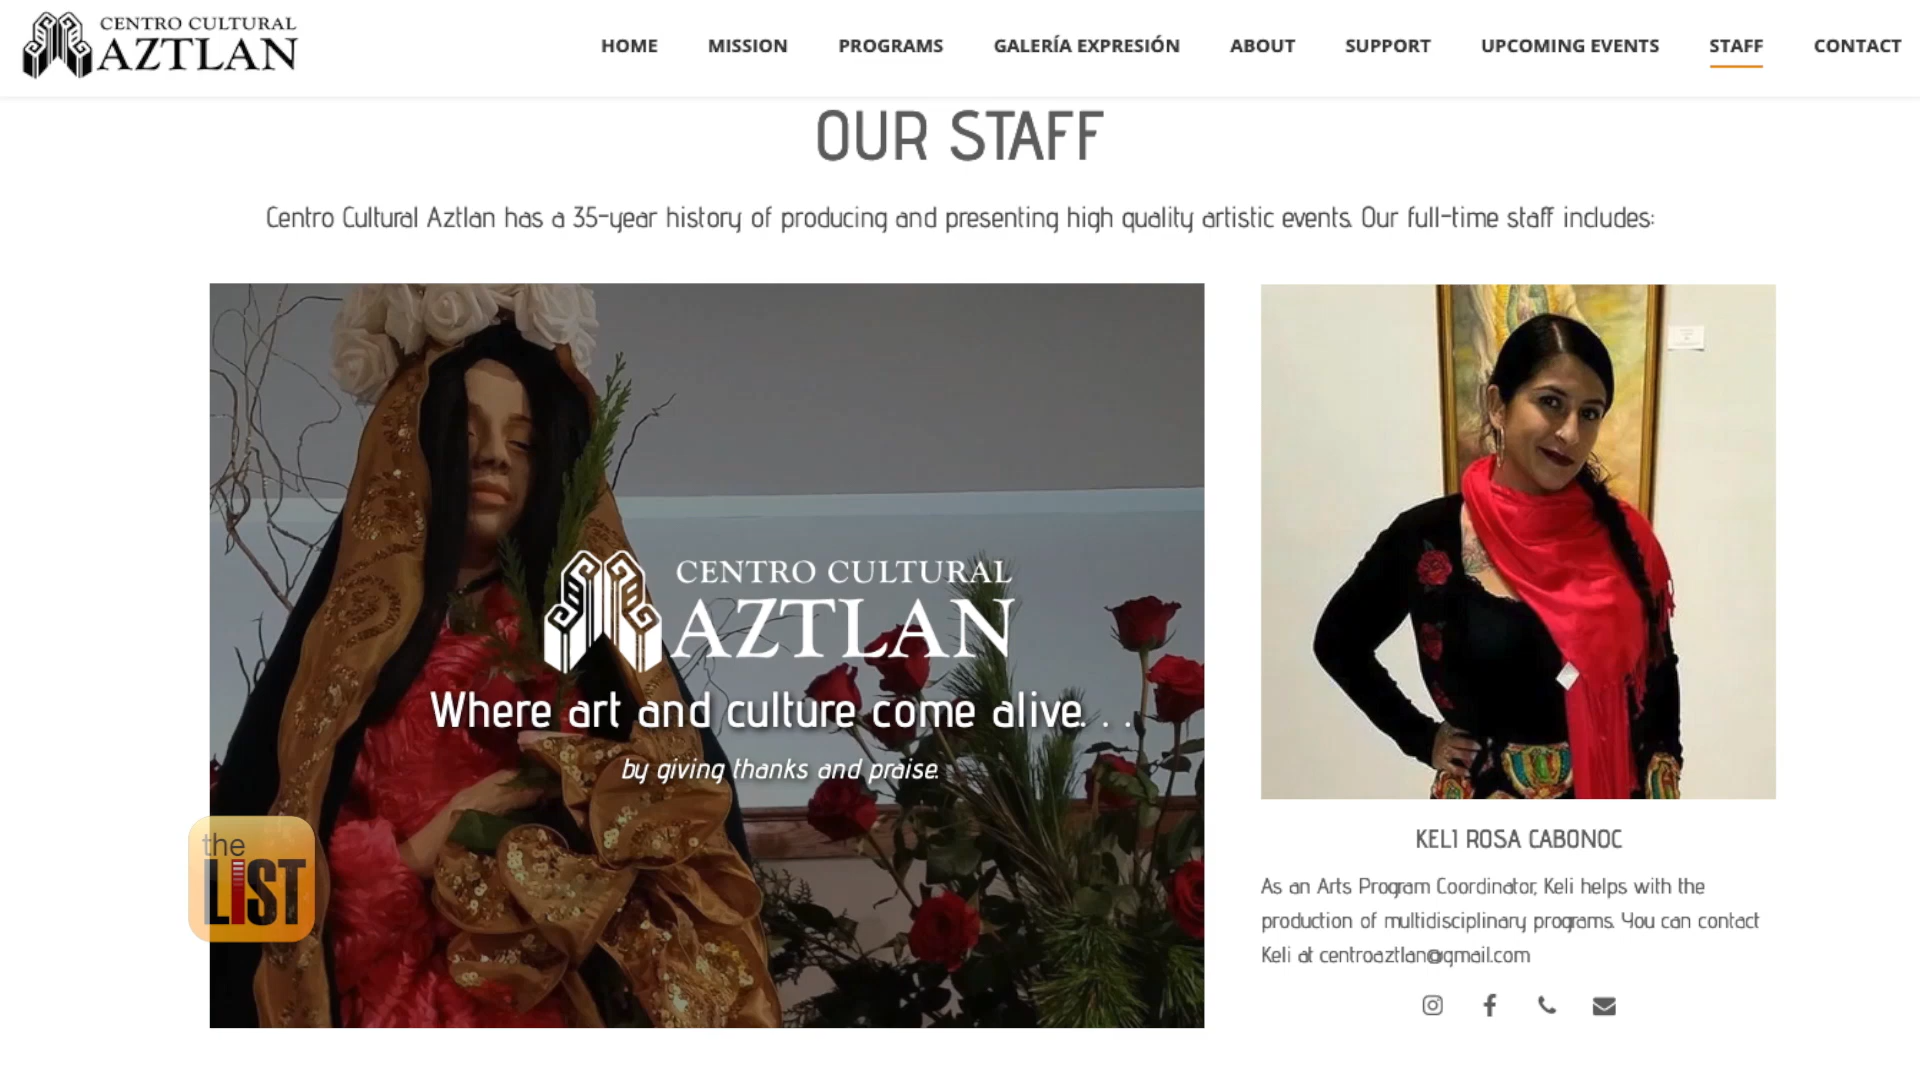 CENTRO CULTURAL
AZTLAN
HOME MISSION PROGRAMS GALERÍA EXPRESIÓN ABOUT SUPPORT UPCOMING EVENTS STAFF CONTACT
OUR STAFF
Centro Cultural Aztlan has a 35-year history of producing and presenting high quality artistic events. Our full-time staff includes:
CENTRO CULTURAL
AZTLAN
Where art and culture come alive. . .
by giving thanks and praise.
the
LIST
KELI ROSA CABONOC
As an Arts Program Coordinator, Keli helps with the
production of multidisciplinary programs. You can contact
Keli at centroaztlan@gmail.com